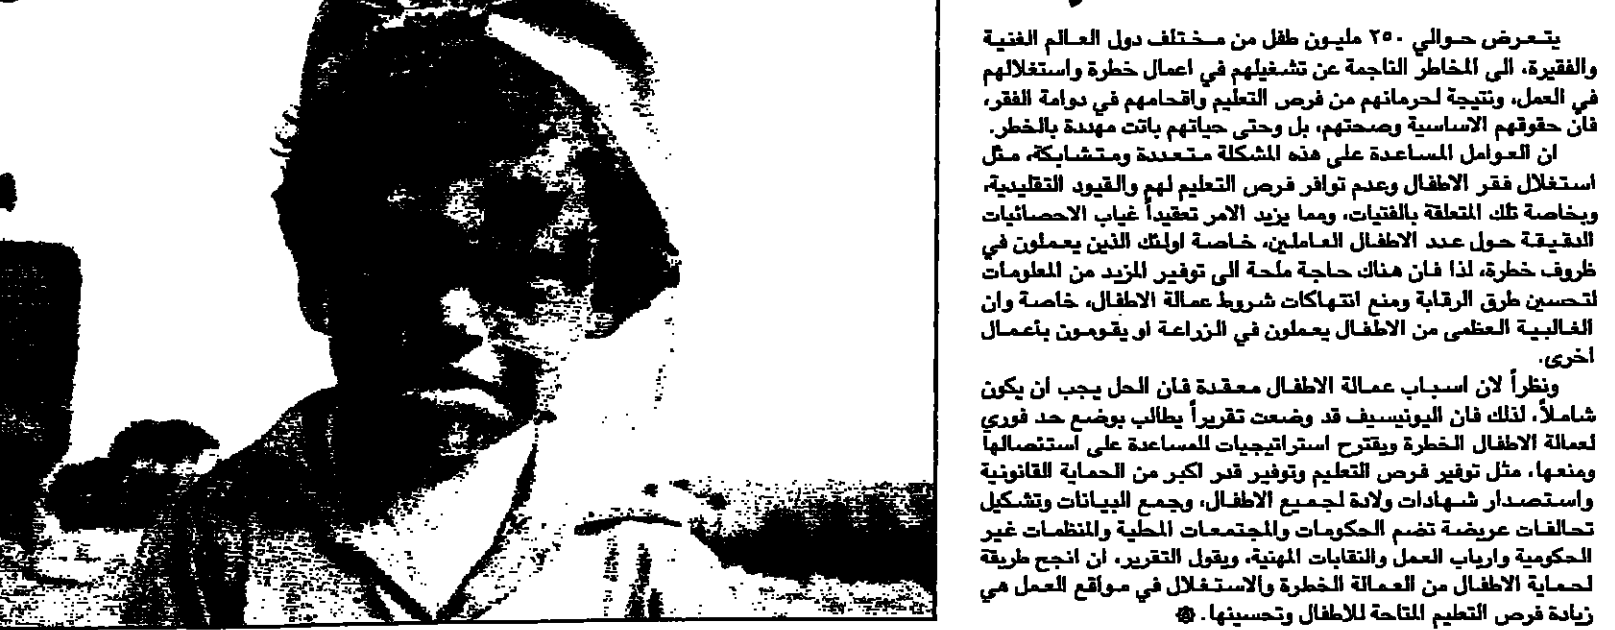 يتعرض حوالي ٢٥٠ مليون طفل من مختلف دول العالم الغنية
والفقيرة، الى المخاطر الناجمة عن تشغيلهم في اعمال خطرة واستغلالهم
في العمل، ونتيجة لحرمانهم من فرص التعليم واقحامهم في دوامة الفقر،
فان حقوقهم الاساسية وصحتهم، بل وحتى حياتهم باتت مهددة بالخطر.
ان العوامل المساعدة على هذه المشكلة متعددة ومتشابكة، مثل
استغلال فقر الاطفال وعدم توافر فرص التعليم لهم والقيود التقليدية،
وبخاصة تلك المتعلقة بالفتيات، ومما يزيد الامر تعقيداً غياب الاحصائيات
الدقيقة حول عدد الاطفال العاملين، خاصة اولئك الذين يعملون في
ظروف خطرة، لذا فان هناك حاجة ملحة الى توفير المزيد من المعلومات
لتحسين طرق الرقابة ومنع انتهاكات شروط عمالة الاطفال، خاصة وان
الغالبية العظمى من الاطفال يعملون في الزراعة او يقومون بأعمال
اخرى.
ونظراً لان اسباب عمالة الاطفال معقدة فان الحل يجب ان يكون
شاملاً، لذلك فان اليونيسيف قد وضعت تقريراً يطالب بوضع حد فوري
لعمالة الاطفال الخطرة ويقترح استراتيجيات للمساعدة على استئصالها
ومنعها، مثل توفير فرص التعليم وتوفير قدر اكبر من الحماية القانونية
واستصدار شهادات ولادة لجميع الاطفال، وجمع البيانات وتشكيل
تحالفات عريضة تضم الحكومات والمجتمعات المحلية والمنظمات غير
الحكومية وارباب العمل والنقابات المهنية، ويقول التقرير، ان انجح طريقة
لحماية الاطفال من العمالة الخطرة والاستغلال في مواقع العمل هي
زيادة فرص التعليم المتاحة للاطفال وتحسينها.